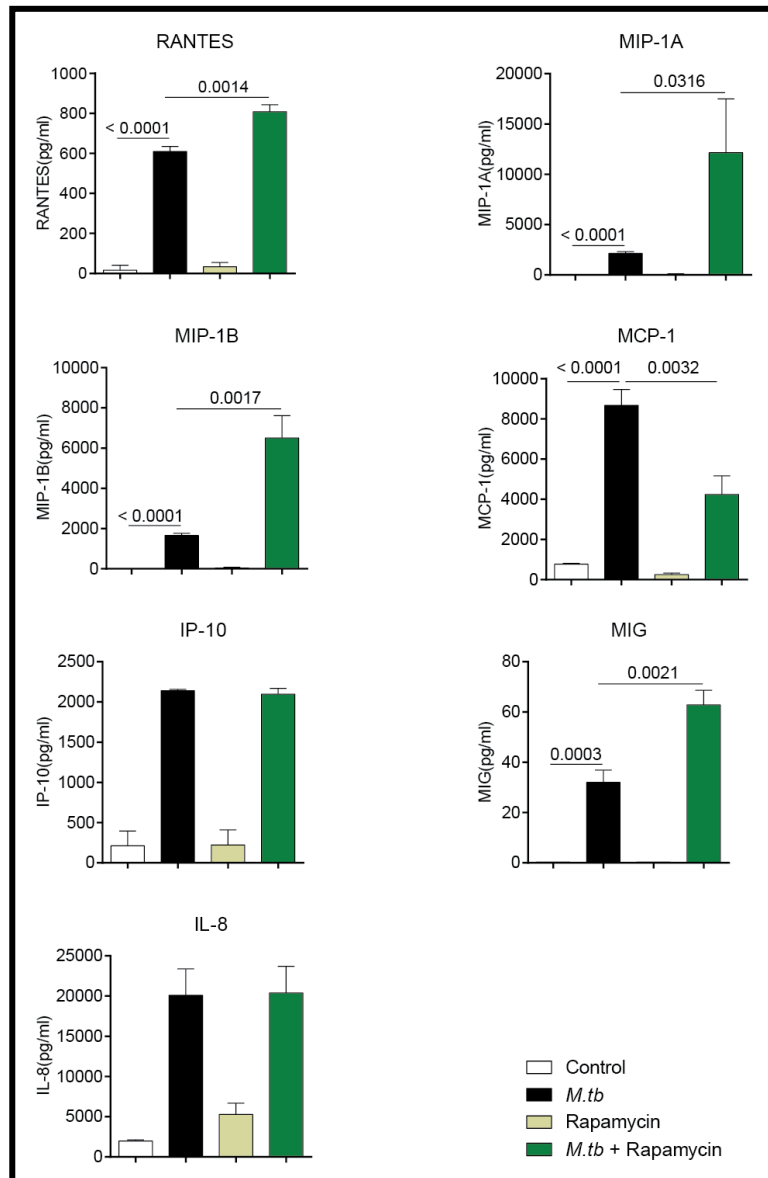 RANTES
RANTES(pg/ml)
1000
800
600
400
200
0
< 0.0001
0.0014
MIP-1A
MIP-1A(pg/ml)
20000
15000
10000
5000
0
< 0.0001
0.0316
MIP-1B
MIP-1B(pg/ml)
10000
8000
6000
4000
2000
0
< 0.0001
0.0017
MCP-1
MCP-1(pg/ml)
10000
8000
6000
4000
2000
0
< 0.0001
0.0032
IP-10
IP-10(pg/ml)
2500
2000
1500
1000
500
0
MIG
MIG(pg/ml)
80
60
40
20
0
0.0003
0.0021
IL-8
IL-8(pg/ml)
25000
20000
15000
10000
5000
0
Control
M.tb
Rapamycin
M.tb + Rapamycin